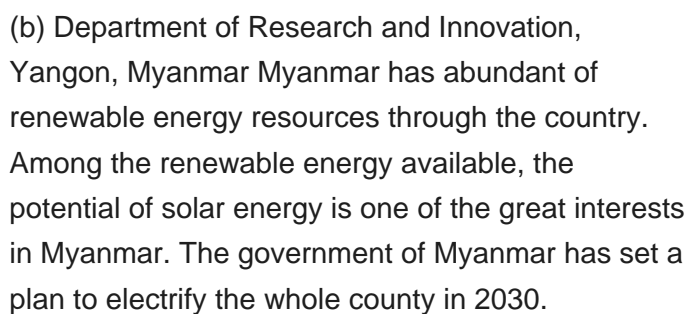 (b) Department of Research and Innovation,
Yangon, Myanmar Myanmar has abundant of
renewable energy resources through the country.
Among the renewable energy available, the
potential of solar energy is one of the great interests
in Myanmar. The government of Myanmar has set a
plan to electrify the whole county in 2030.